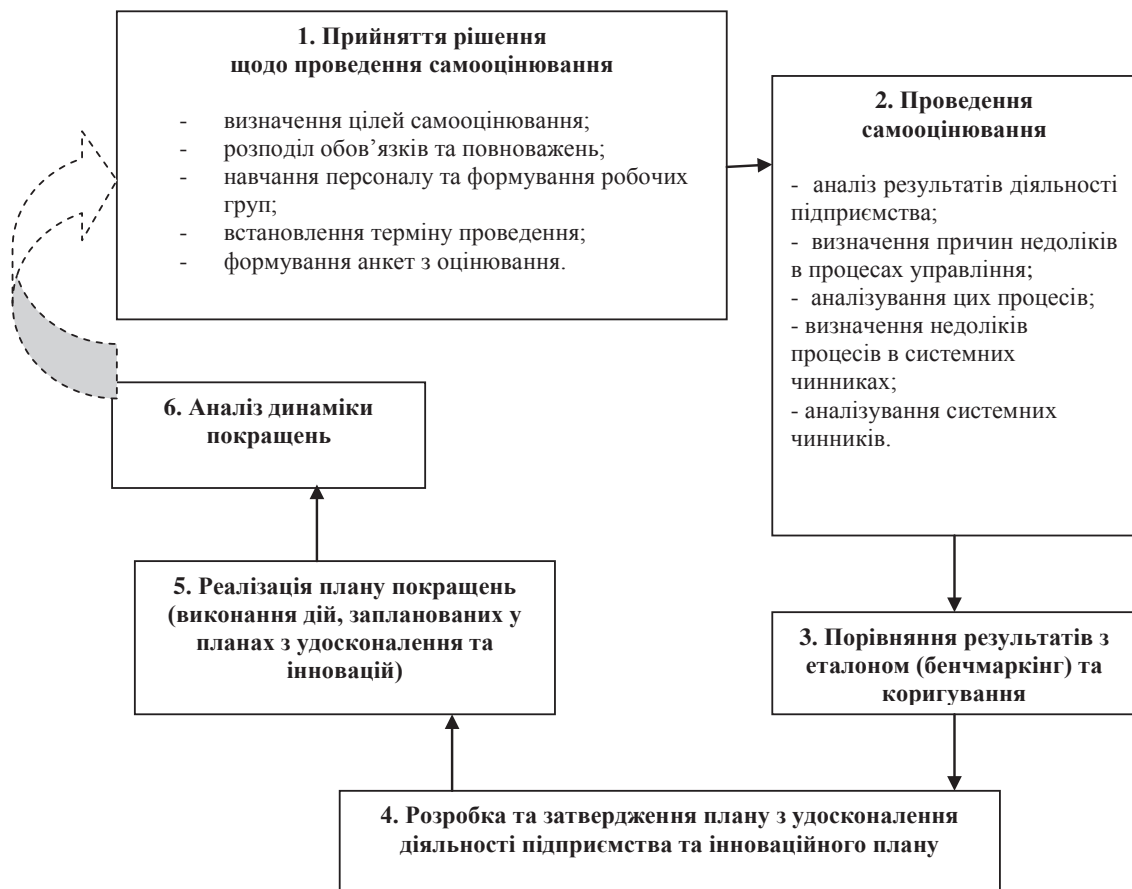 1. Прийняття рішення
щодо проведення самооцінювання
- визначення цілей самооцінювання;
- розподіл обов’язків та повноважень;
- навчання персоналу та формування робочих
груп;
- встановлення терміну проведення;
- формування анкет з оцінювання.
2. Проведення
самооцінювання
- аналіз результатів діяльності
підприємства;
- визначення причин недоліків
в процесах управління;
- аналізування цих процесів;
- визначення недоліків
процесів в системних
чинниках;
- аналізування системних
чинників.
3. Порівняння результатів з
еталоном (бенчмаркінг) та
коригування
4. Розробка та затвердження плану з удосконалення
діяльності підприємства та інноваційного плану
5. Реалізація плану покращень
(виконання дій, запланованих у
планах з удосконалення та
інновацій)
6. Аналіз динаміки
покращень